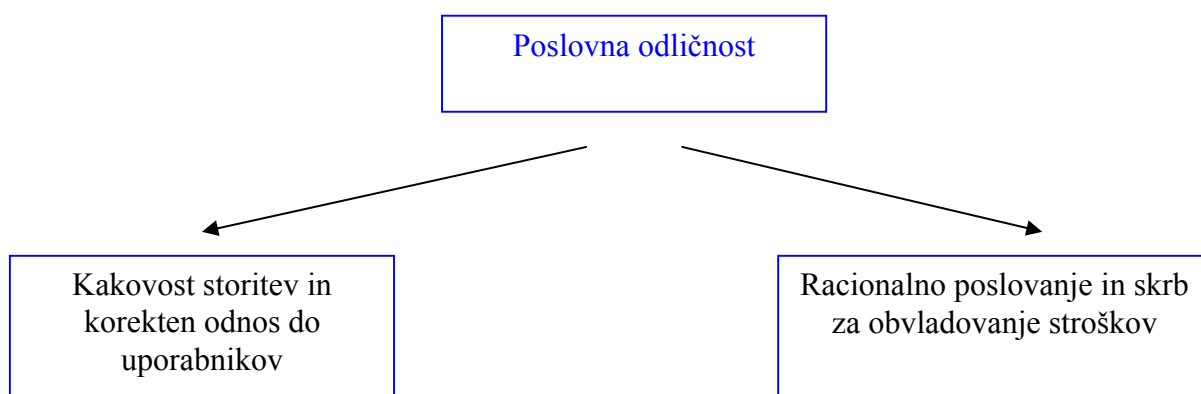 Poslovna odličnost
Kakovost storitev in
korekten odnos do
uporabnikov
Racionalno poslovanje in skrb
za obvladovanje stroškov